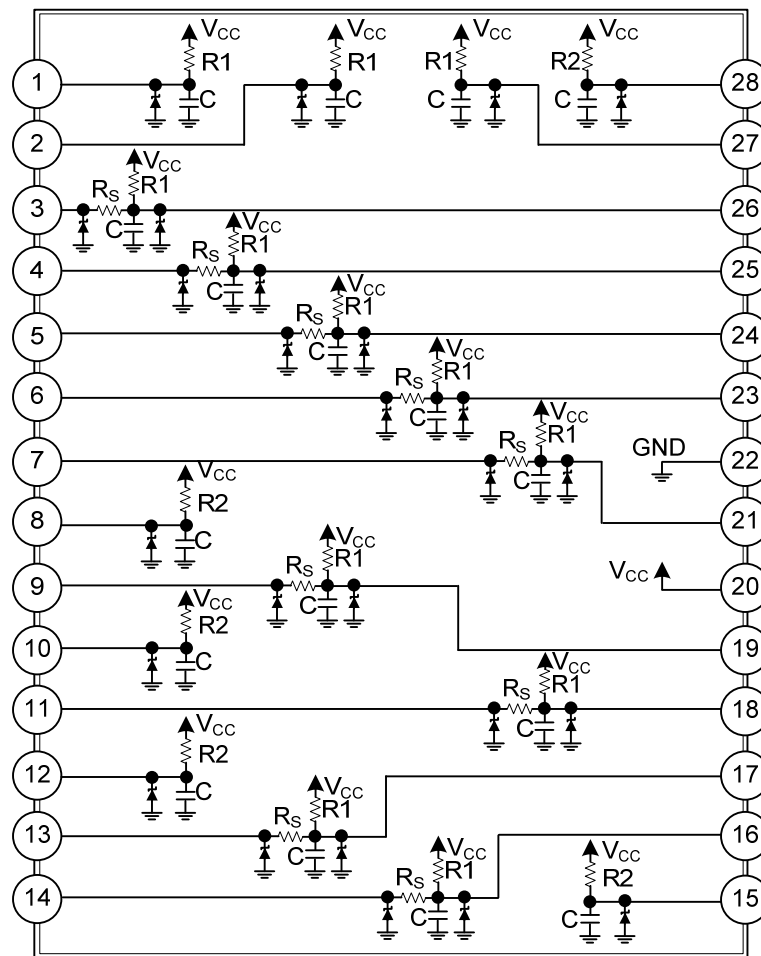 V_CC V_CC V_CC V_CC
R1 R1 R1 R2
1 C C C C 28
2 27
V_CC
R_S R1
3 C 26
V_CC
R_S R1
4 C 25
V_CC
R_S R1
5 C 24
V_CC
R_S R1
6 C 23
V_CC
R_S R1
7 C GND 22
V_CC
R2
8 C 21
V_CC
R_S R1
9 C V_CC 20
V_CC
R2
10 C 19
V_CC
R_S R1
11 C 18
V_CC
R2
12 C 17
V_CC
R_S R1
13 C 16
V_CC
R_S R1
14 C
V_CC
R2
C 15